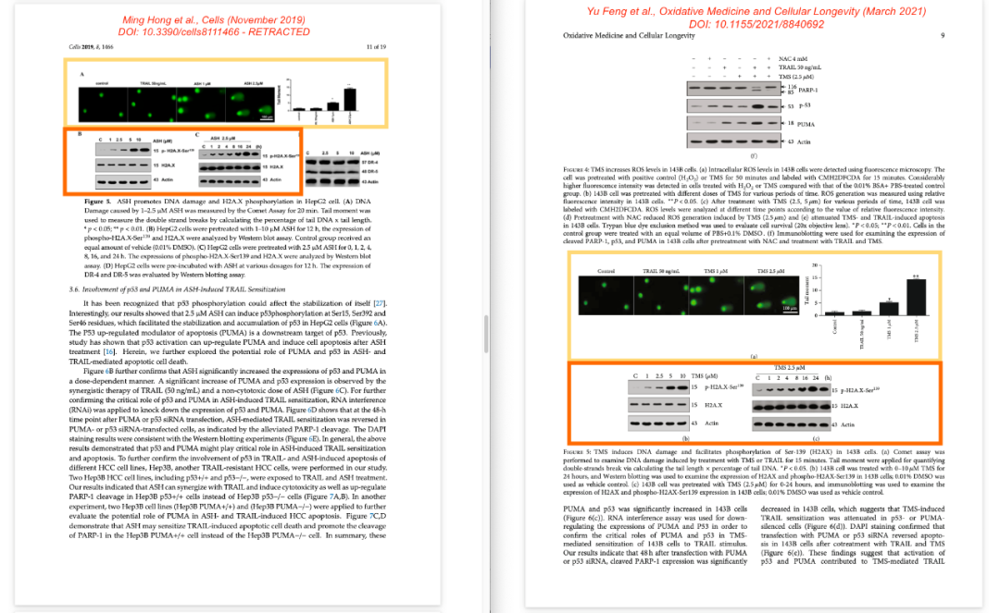 Ming Hong et al., Cells (November 2019)
DOI: 10.3390/cells8111466 - RETRACTED
Cells 2019, 8, 1466
11 of 19
A
control TRAIL 50ng/mL ASH 1 μM ASH 2.5μM
Tail moment
B
C 1 2.5 5 10 ASH (μM)
15 p-H2A.X-Ser139
15 H2A.X
43 Actin
C
ASH 2.5 μM
C 1 2 4 8 16 24 (h)
15 p-H2A.X-Ser
15 H2A.X
43 Actin
C 2.5 5 10 ASH (μM)
37 DR-4
48 DR-5
43 Actin
Figure 5. ASH promotes DNA damage and H2A.X phosphorylation in HepG2 cell. (A) DNA
Damage caused by 1–2.5 μM ASH was measured by the Comet Assay for 20 min. Tail moment was
used to measure the double strand breaks by calculating the percentage of tail DNA x tail length.
* p < 0.05; ** p < 0.01. (B) HepG2 cells were pretreated with 1–10 μM ASH for 12 h, the expression of
phospho-H2A.X-Ser139 and H2A.X were analyzed by Western blot assay. Control group received an
equal amount of vehicle (0.01% DMSO). (C) HepG2 cells were pretreated with 2.5 μM ASH for 0, 1, 2, 4,
8, 16, and 24 h. The expressions of phospho-H2A.X-Ser139 and H2A.X were analyzed by Western blot
assay. (D) HepG2 cells were pre-incubated with ASH at various dosages for 12 h. The expression of
DR-4 and DR-5 was evaluated by Western blotting assay.
3.6. Involvement of p53 and PUMA in ASH-Induced TRAIL Sensitization
It has been recognized that p53 phosphorylation could affect the stabilization of itself [27].
Interestingly, our results showed that 2.5 μM ASH can induce p53phosphorylation at Ser15, Ser392 and
Ser46 residues, which facilitated the stabilization and accumulation of p53 in HepG2 cells (Figure 6A).
The P53 up-regulated modulator of apoptosis (PUMA) is a downstream target of p53. Previously,
study has shown that p53 activation can up-regulate PUMA and induce cell apoptosis after ASH
treatment [16]. Herein, we further explored the potential role of PUMA and p53 in ASH- and
TRAIL-mediated apoptotic cell death.
Figure 6B further confirms that ASH significantly increased the expressions of p53 and PUMA in
a dose-dependent manner. A significant increase of PUMA and p53 expression is observed by the
synergistic therapy of TRAIL (50 ng/mL) and a non-cytotoxic dose of ASH (Figure 6C). For further
confirming the critical role of p53 and PUMA in ASH-induced TRAIL sensitization, RNA interference
(RNAi) was applied to knock down the expression of p53 and PUMA. Figure 6D shows that at the 48-h
time point after PUMA or p53 siRNA transfection, ASH-mediated TRAIL sensitization was reversed in
PUMA- or p53 siRNA-transfected cells, as indicated by the alleviated PARP-1 cleavage. The DAPI
staining results were consistent with the Western blotting experiments (Figure 6E). In general, the above
results demonstrated that p53 and PUMA might play critical role in ASH-induced TRAIL sensitization
and apoptosis. To further confirm the involvement of p53 in TRAIL- and ASH-induced apoptosis of
different HCC cell lines, Hep3B, another TRAIL-resistant HCC cells, were performed in our study.
Two Hep3B HCC cell lines, including p53+/+ and p53−/−, were exposed to TRAIL and ASH treatment.
Our results indicated that ASH can synergize with TRAIL and induce cytotoxicity as well as up-regulate
PARP-1 cleavage in Hep3B p53+/+ cells instead of Hep3B p53−/− cells (Figure 7A,B). In another
experiment, two Hep3B cell lines (Hep3B PUMA+/+) and (Hep3B PUMA−/−) were applied to further
evaluate the potential role of PUMA in ASH- and TRAIL-induced HCC apoptosis. Figure 7C,D
demonstrate that ASH may sensitize TRAIL-induced apoptotic cell death and promote the cleavage
of PARP-1 in the Hep3B PUMA+/+ cell instead of the Hep3B PUMA−/− cell. In summary, these
Yu Feng et al., Oxidative Medicine and Cellular Longevity (March 2021)
DOI: 10.1155/2021/8840692
Oxidative Medicine and Cellular Longevity
9
− + − − − + NAC 4 mM
− − + − + + TRAIL 50 ng/mL
− − − + + + TMS (2.5 μM)
116
85 PARP-1
53 P-53
18 PUMA
43 Actin
(f)
Figure 4: TMS increases ROS levels in 143B cells. (a) Intracellular ROS levels in 143B cells were detected using fluorescence microscopy. The
cell was pretreated with positive control (H2O2) or TMS for 50 minutes and labeled with CMH2DFCDA for 15 minutes. Considerably
higher fluorescence intensity was detected in cells treated with H2O2 or TMS compared with that of the 0.01 BSA+ PBS-treated control
group. (b) 143B cell was pretreated with different doses of TMS for various periods of time. ROS generation was measured using relative
fluorescence intensity in 143B cells. **P < 0.05. (c) After treatment with TMS (2.5, 5 μm) for various periods of time, 143B cell was
labeled with CMH2DFCDA. ROS levels were analyzed at different time points according to the value of relative fluorescence intensity.
(d) Pretreatment with NAC reduced ROS generation induced by TMS (2.5 μm) and (e) attenuated TMS- and TRAIL-induced apoptosis
in 143B cells. Trypan blue dye exclusion method was used to evaluate cell survival (20x objective lens). *P < 0.05; **P < 0.01. Cells in the
control group were treated with an equal volume of PBS+0.1% DMSO. (f) Immunoblotting were used for examining the expression of
cleaved PARP-1, p53, and PUMA in 143B cells after pretreatment with NAC and treatment with TRAIL and TMS.
Control TRAIL 50 ng/mL TMS 1 μM TMS 2.5 μM
100 μm
Tail moment
20
15
10
5
0
*
**
Control
TRAIL 50 ng/mL
TMS 1 μM
TMS 2.5 μM
(a)
C 1 2.5 5 10 TMS (μM)
15 p-H2A.X-Ser139
15 H2A.X
43 Actin
(b)
TMS 2.5 μM
C 1 2 4 8 16 24 (h)
15 p-H2A.X-Ser139
15 H2A.X
43 Actin
(c)
Figure 5: TMS induces DNA damage and facilitates phosphorylation of Ser-139 (H2AX) in 143B cells. (a) Comet assay was
performed to examine DNA damage induced by treatment with TMS or TRAIL for 15 minutes. Tail moment were applied for quantifying
double-strands break via calculating the tail length × percentage of tail DNA. *P < 0.05. (b) 143B cell was treated with 0–10 μM TMS for
24 hours, and Western blotting was used to examine the expression of H2AX and phospho-H2AX-Ser139 in 143B cells; 0.01% DMSO was
used as vehicle control. (c) 143B cell was pretreated with TMS (2.5 μM) for 6–24 hours, and immunoblotting was used to examine the
expression of H2AX and phospho-H2AX-Ser139 expression in 143B cells; 0.01% DMSO was used as vehicle control.
PUMA and p53 was significantly increased in 143B cells
(Figure 6(c)). RNA interference assay was used for down-
regulating the expressions of PUMA and P53 in order to
confirm the critical roles of PUMA and p53 in TMS-
mediated sensitization of 143B cells to TRAIL stimulus.
Our results indicate that 48 h after transfection with PUMA
or p53 siRNA, cleaved PARP-1 expression was significantly
decreased in 143B cells, which suggests that TMS-induced
TRAIL sensitization was attenuated in p53- or PUMA-
silenced cells (Figure 6(d)). DAPI staining confirmed that
transfection with PUMA or p53 siRNA reversed apopto-
sis in 143B cells after cotreatment with TRAIL and TMS
(Figure 6(e)). These findings suggest that activation of
p53 and PUMA contributed to TMS-mediated TRAIL